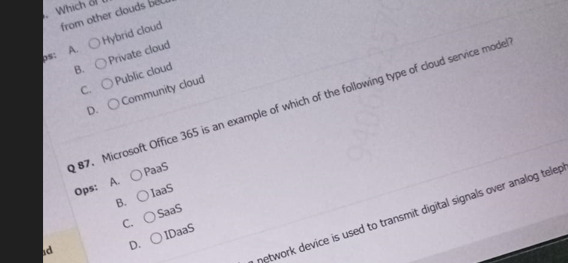 Which of
from other clouds
A. Hybrid cloud
B. Private cloud
C. Public cloud
D. Community cloud
Q 87. Microsoft Office 365 is an example of which of the following type of cloud service model?
Ops: A. PaaS
B. IaaS
C. SaaS
D. IDaaS
network device is used to transmit digital signals over analog